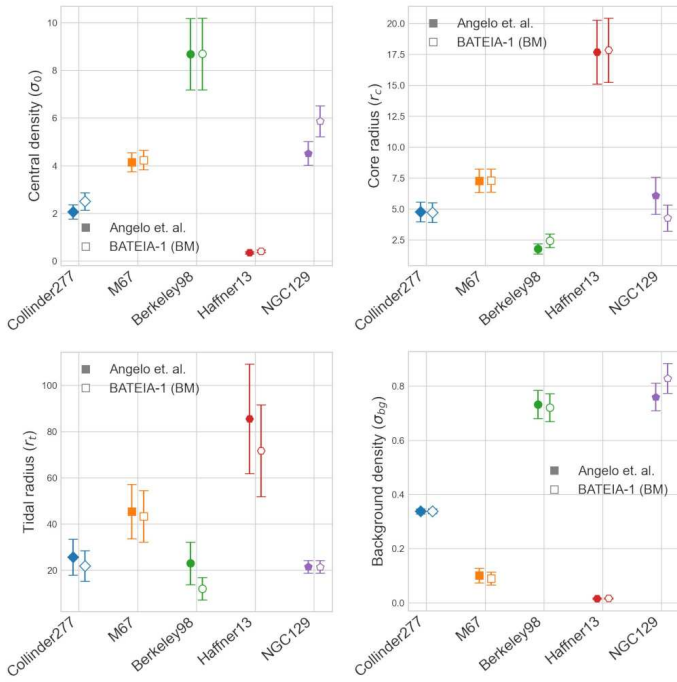 Central density (σ0)
10
8
6
4
2
0
Angelo et. al.
BATEIA-1 (BM)
Collinder277
M67
Berkeley98
Haffner13
NGC129
Core radius (rc)
20.0
17.5
15.0
12.5
10.0
7.5
5.0
2.5
Angelo et. al.
BATEIA-1 (BM)
Collinder277
M67
Berkeley98
Haffner13
NGC129
Tidal radius (rt)
100
80
60
40
20
Angelo et. al.
BATEIA-1 (BM)
Collinder277
M67
Berkeley98
Haffner13
NGC129
Background density (σbg)
0.8
0.6
0.4
0.2
0.0
Angelo et. al.
BATEIA-1 (BM)
Collinder277
M67
Berkeley98
Haffner13
NGC129